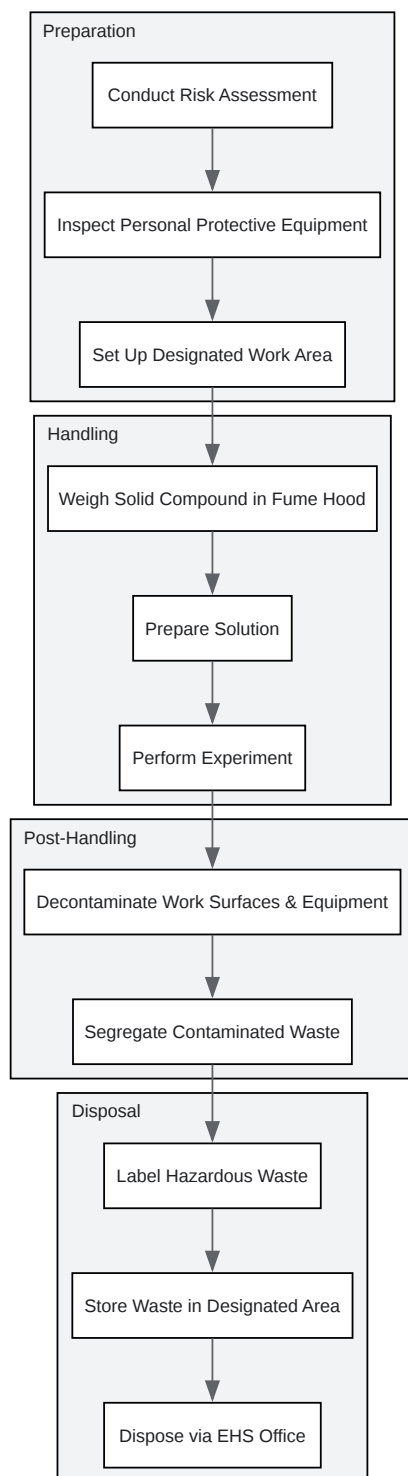 Preparation
Conduct Risk Assessment
Inspect Personal Protective Equipment
Set Up Designated Work Area
Handling
Weigh Solid Compound in Fume Hood
Prepare Solution
Perform Experiment
Post-Handling
Decontaminate Work Surfaces & Equipment
Segregate Contaminated Waste
Disposal
Label Hazardous Waste
Store Waste in Designated Area
Dispose via EHS Office